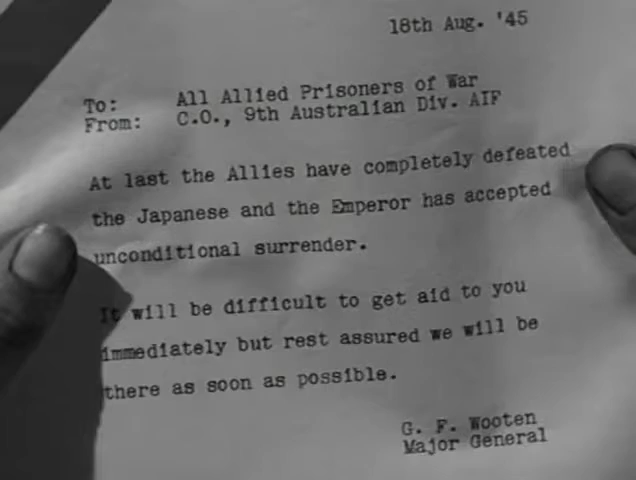 18th Aug. '45
To: All Allied Prisoners of War
From: C.O., 9th Australian Div. AIF
At last the Allies have completely defeated
the Japanese and the Emperor has accepted
unconditional surrender.
It will be difficult to get aid to you
immediately but rest assured we will be
there as soon as possible.
G. F. Wooten
Major General